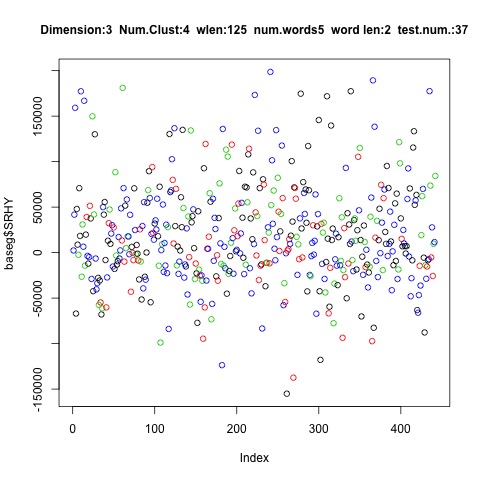 Dimension:3 Num.Clust:4 wlen:125 num.words5 word len:2 test.num.:37
150000
50000
0
-50000
-150000
baseg$SRHY
0 100 200 300 400
Index